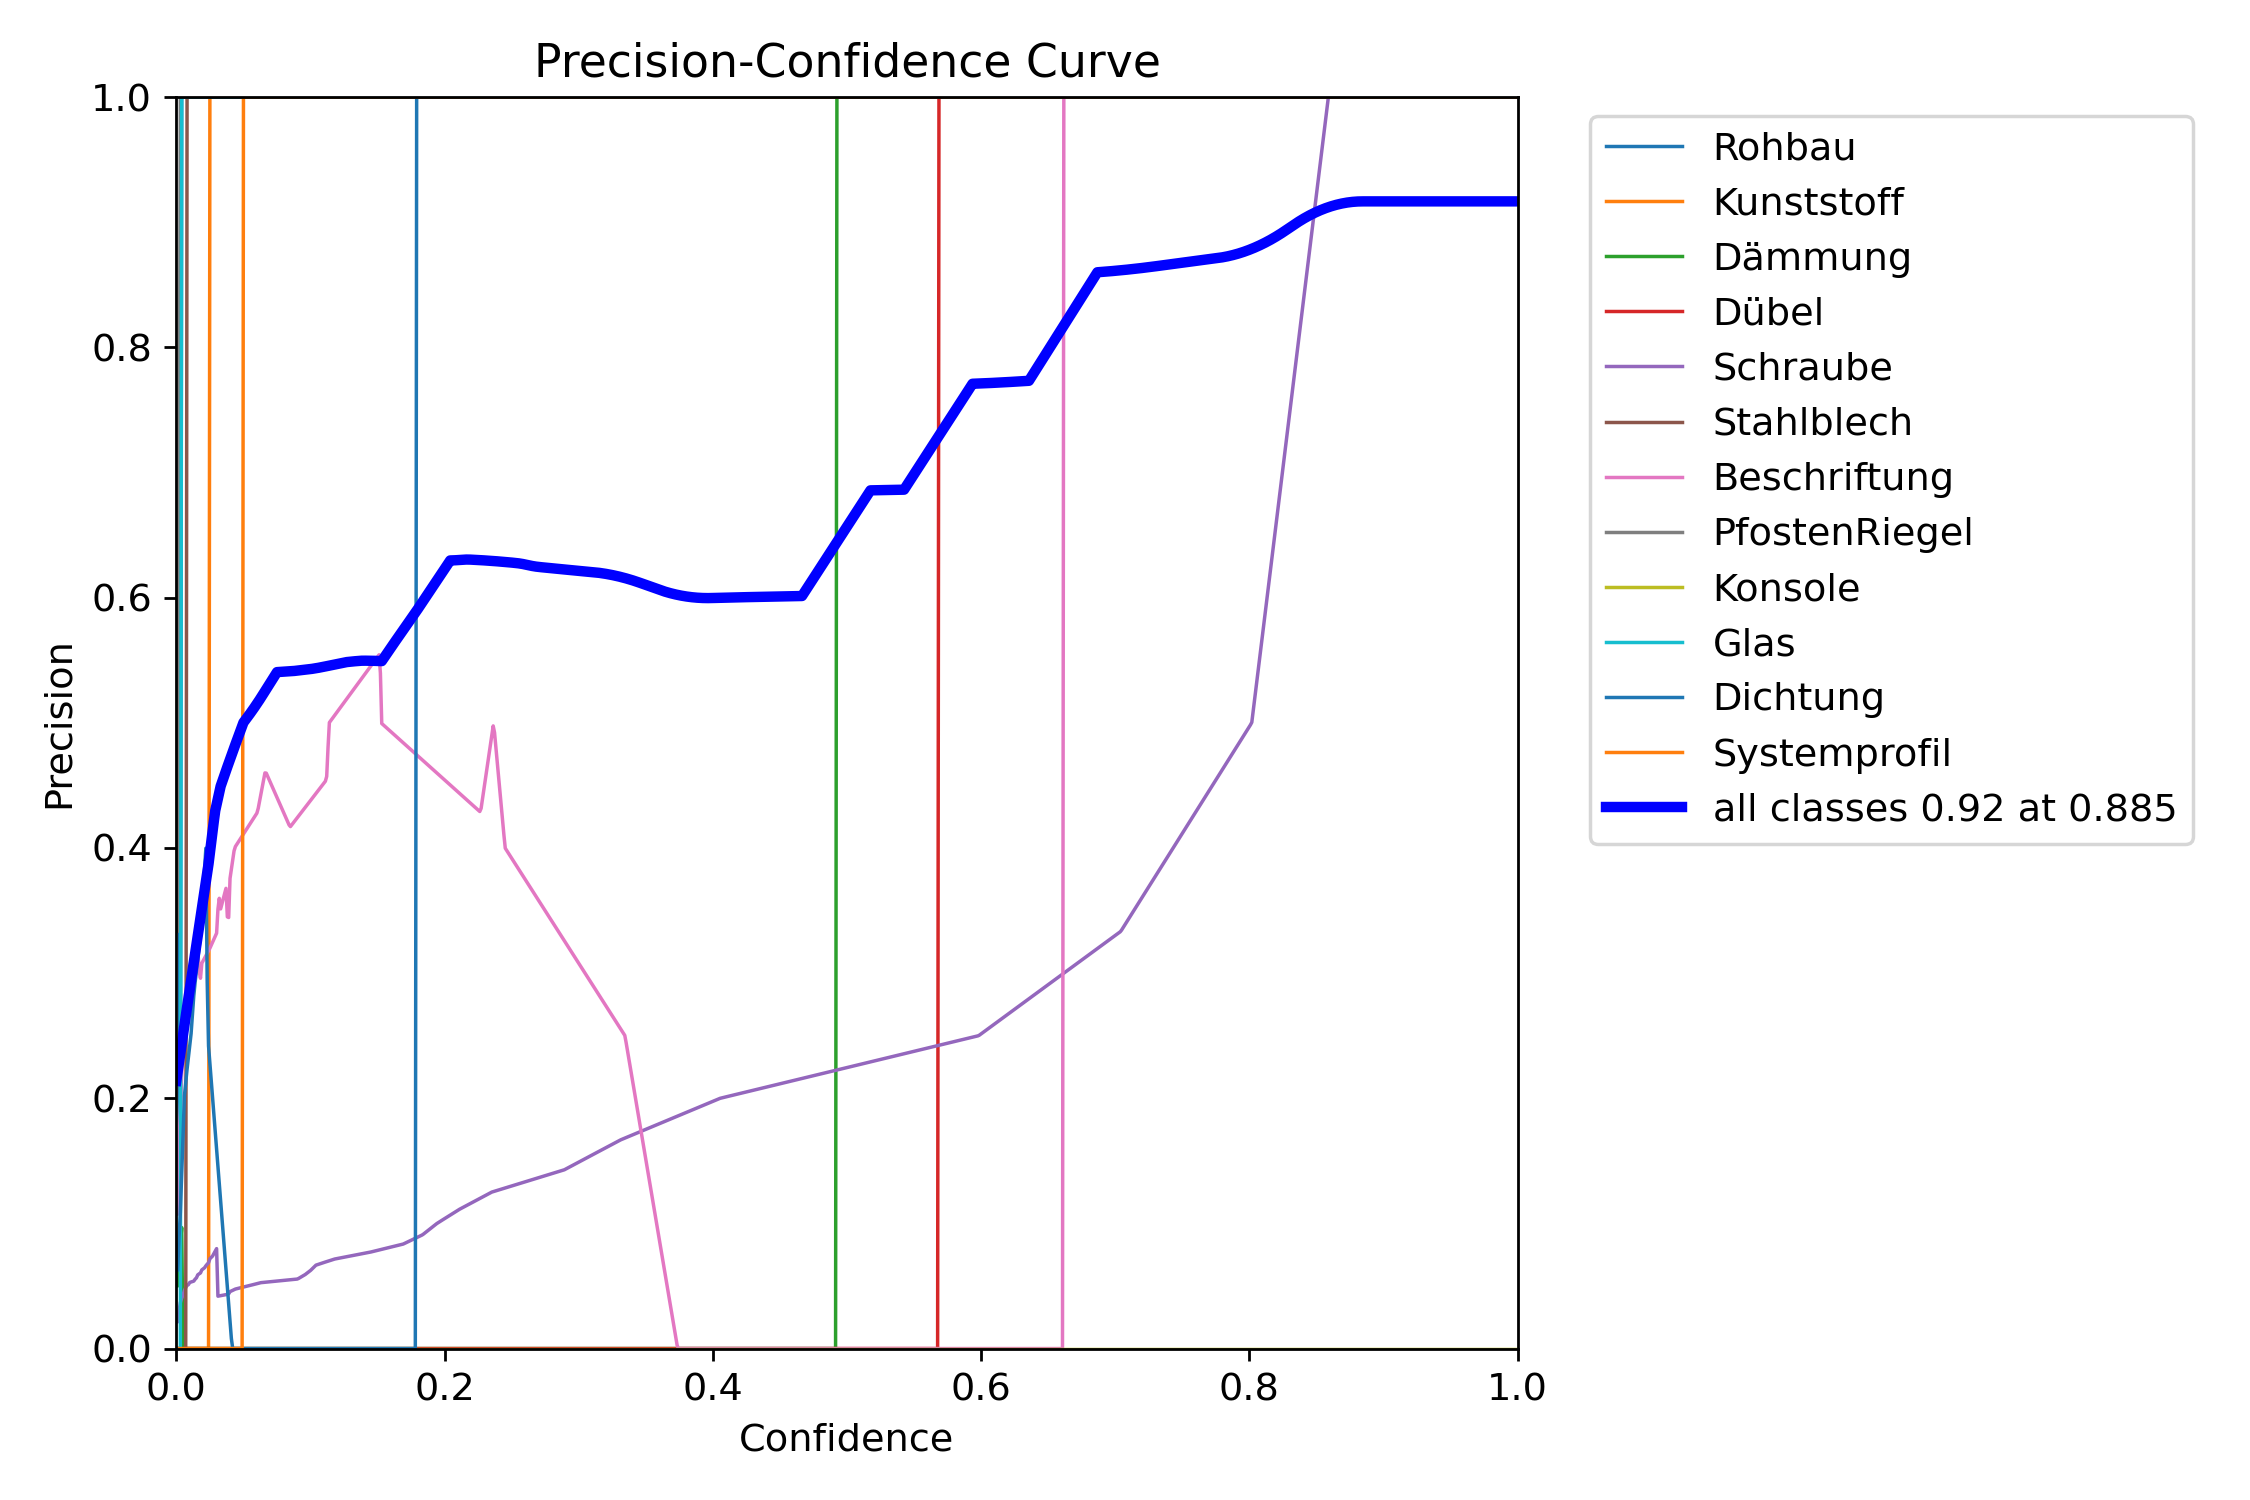 Precision-Confidence Curve
1.0
0.8
0.6
0.4
0.2
0.0
Precision
0.0 0.2 0.4 0.6 0.8 1.0
Confidence
Rohbau
Kunststoff
Dämmung
Dübel
Schraube
Stahlblech
Beschriftung
PfostenRiegel
Konsole
Glas
Dichtung
Systemprofil
all classes 0.92 at 0.885